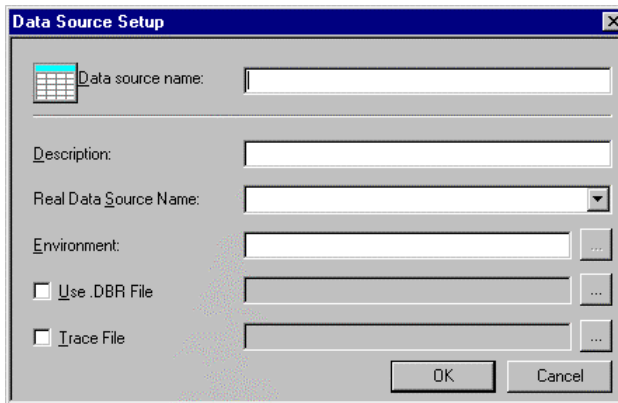 Data Source Setup
Data source name:
Description:
Real Data Source Name:
Environment:
...
Use .DBR File
...
Trace File
...
OK Cancel